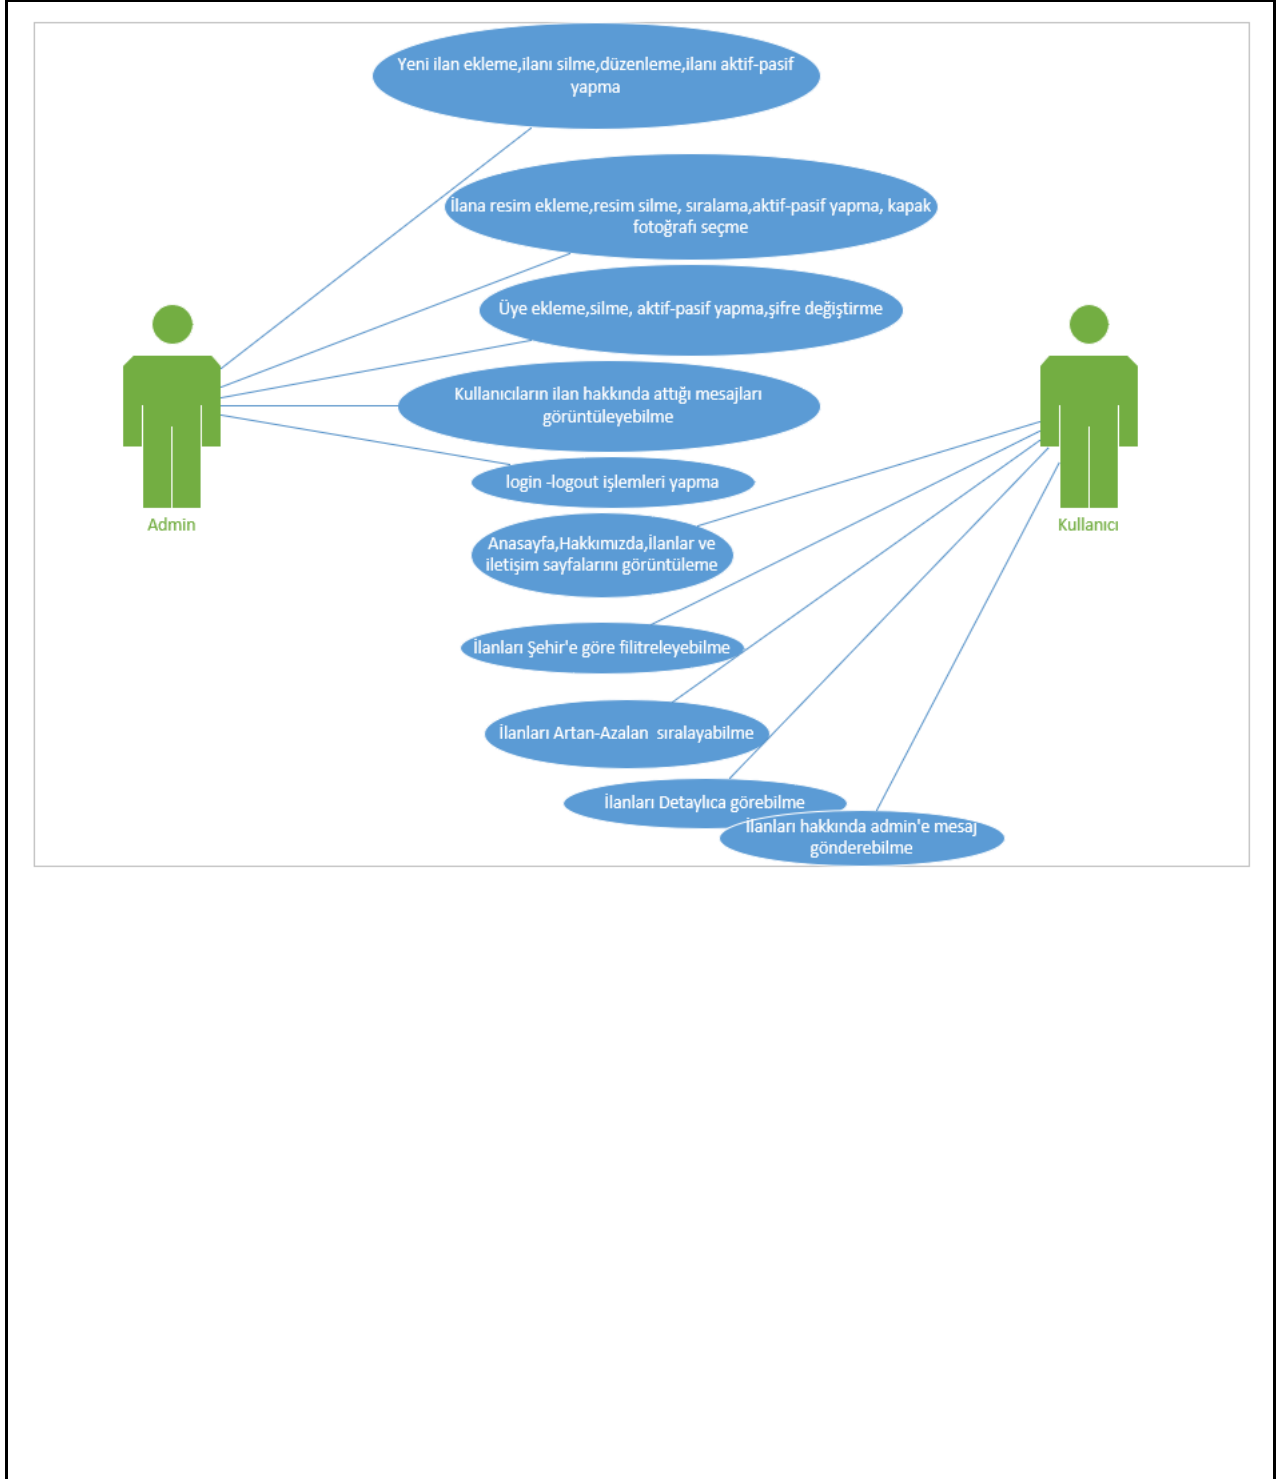 Yeni ilan ekleme,ilanı silme,düzenleme,ilanı aktif-pasif
yapma
İlana resim ekleme,resim silme, sıralama,aktif-pasif yapma, kapak
fotoğrafı seçme
Üye ekleme,silme, aktif-pasif yapma,şifre değiştirme
Kullanıcıların ilan hakkında attığı mesajları
görüntüleyebilme
login -logout işlemleri yapma
Admin
Kullanıcı
Anasayfa,Hakkımızda,İlanlar ve
iletişim sayfalarını görüntüleme
İlanları Şehir'e göre filitreleyebilme
İlanları Artan-Azalan  sıralayabilme
İlanları Detaylıca görebilme
İlanları hakkında admin'e mesaj
gönderebilme